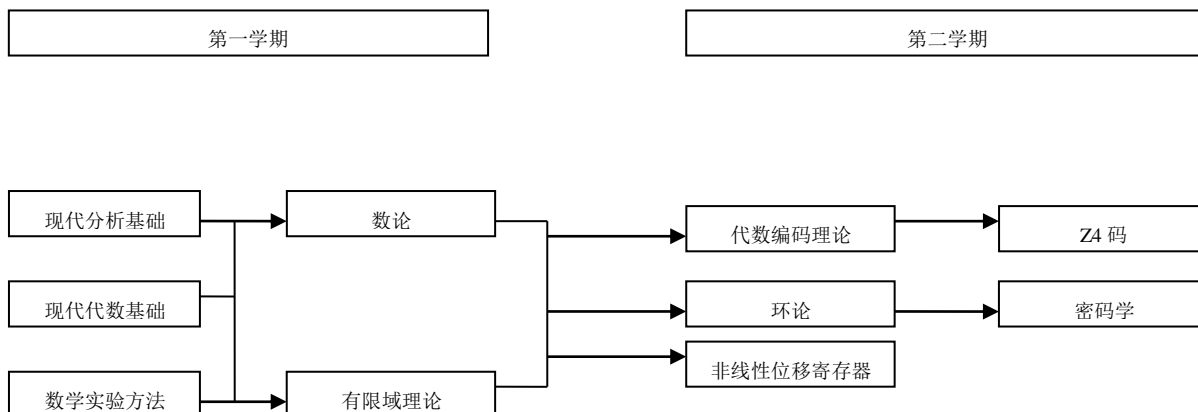 第一学期
第二学期
现代分析基础
数论
代数编码理论
Z4 码
现代代数基础
环论
密码学
非线性位移寄存器
数学实验方法
有限域理论